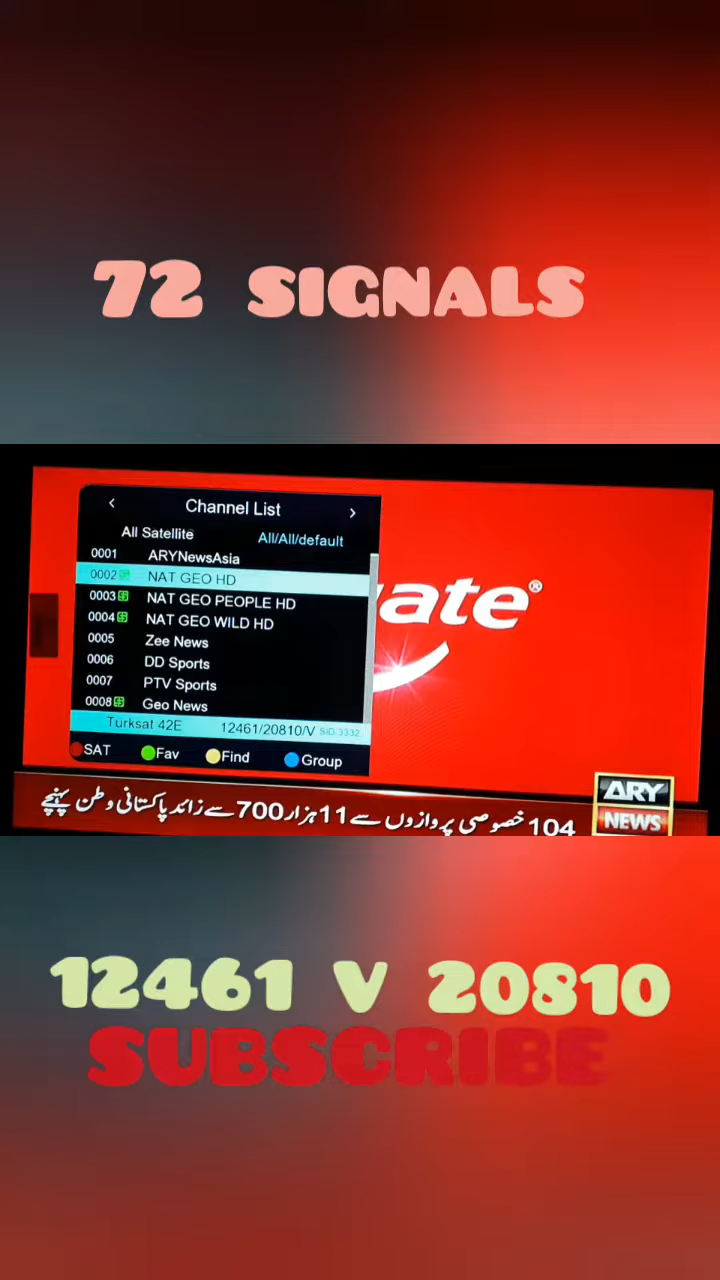 72 SIGNALS
Channel List
All Satellite All/All/default
0001 ARYNewsAsia
0002 NAT GEO HD
0003 NAT GEO PEOPLE HD
0004 NAT GEO WILD HD
0005 Zee News
0006 DD Sports
0007 PTV Sports
0008 Geo News
Turksat 42E 12461/20810/V SID:3332
SAT Fav Find Group
ate®
104 خصوصی پروازوں سے 11 ہزار 700 سے زائد پاکستانی وطن پہنچے
ARY
NEWS
12461 V 20810
SUBSCRIBE